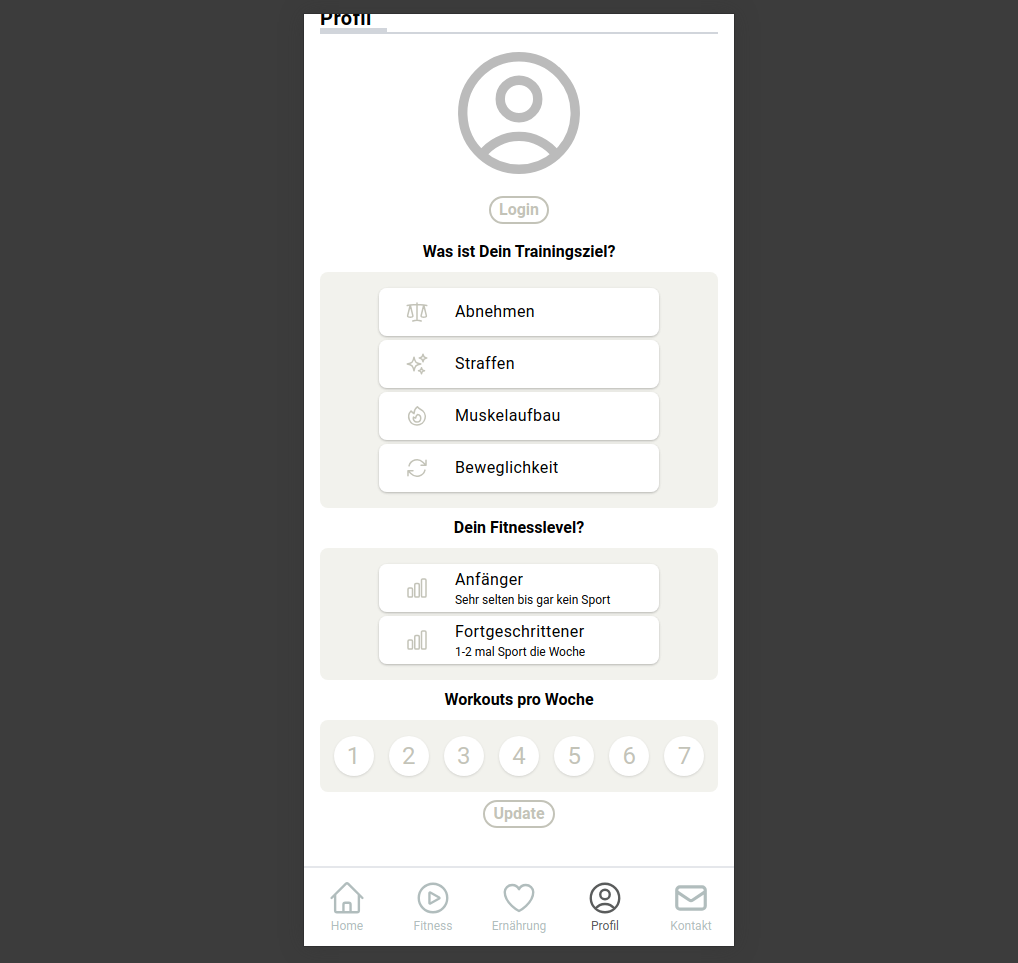 Profil
Login
Was ist Dein Trainingsziel?
Abnehmen
Straffen
Muskelaufbau
Beweglichkeit
Dein Fitnesslevel?
Anfänger
Sehr selten bis gar kein Sport
Fortgeschrittener
1-2 mal Sport die Woche
Workouts pro Woche
1 2 3 4 5 6 7
Update
Home Fitness Ernährung Profil Kontakt